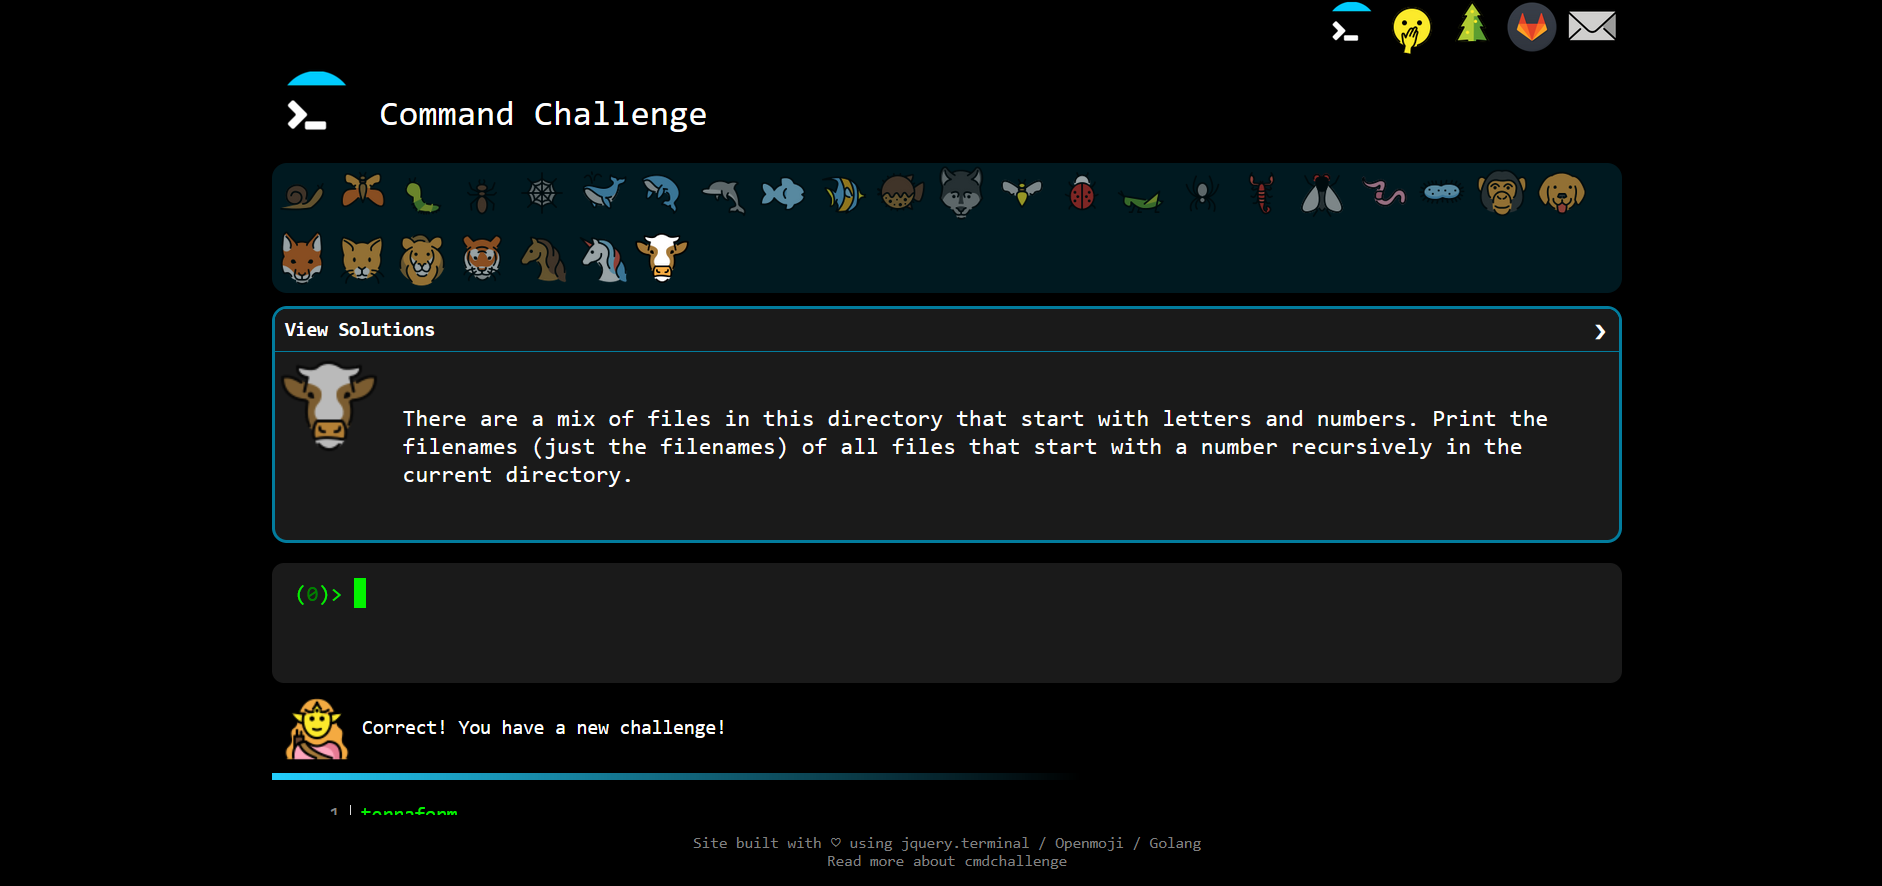 Command Challenge
View Solutions
There are a mix of files in this directory that start with letters and numbers. Print the
filenames (just the filenames) of all files that start with a number recursively in the
current directory.
(0)>
Correct! You have a new challenge!
1 terraform
Site built with ♡ using jquery.terminal / Openmoji / Golang
Read more about cmdchallenge